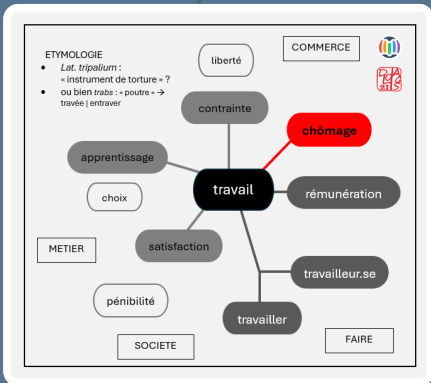 ETYMOLOGIE
• Lat. tripalium :
« instrument de torture » ?
• ou bien trabs : « poutre » →
travée | entraver
liberté
COMMERCE
contrainte
chômage
apprentissage
travail
choix
rémunération
METIER
satisfaction
travailleur.se
pénibilité
travailler
SOCIETE
FAIRE